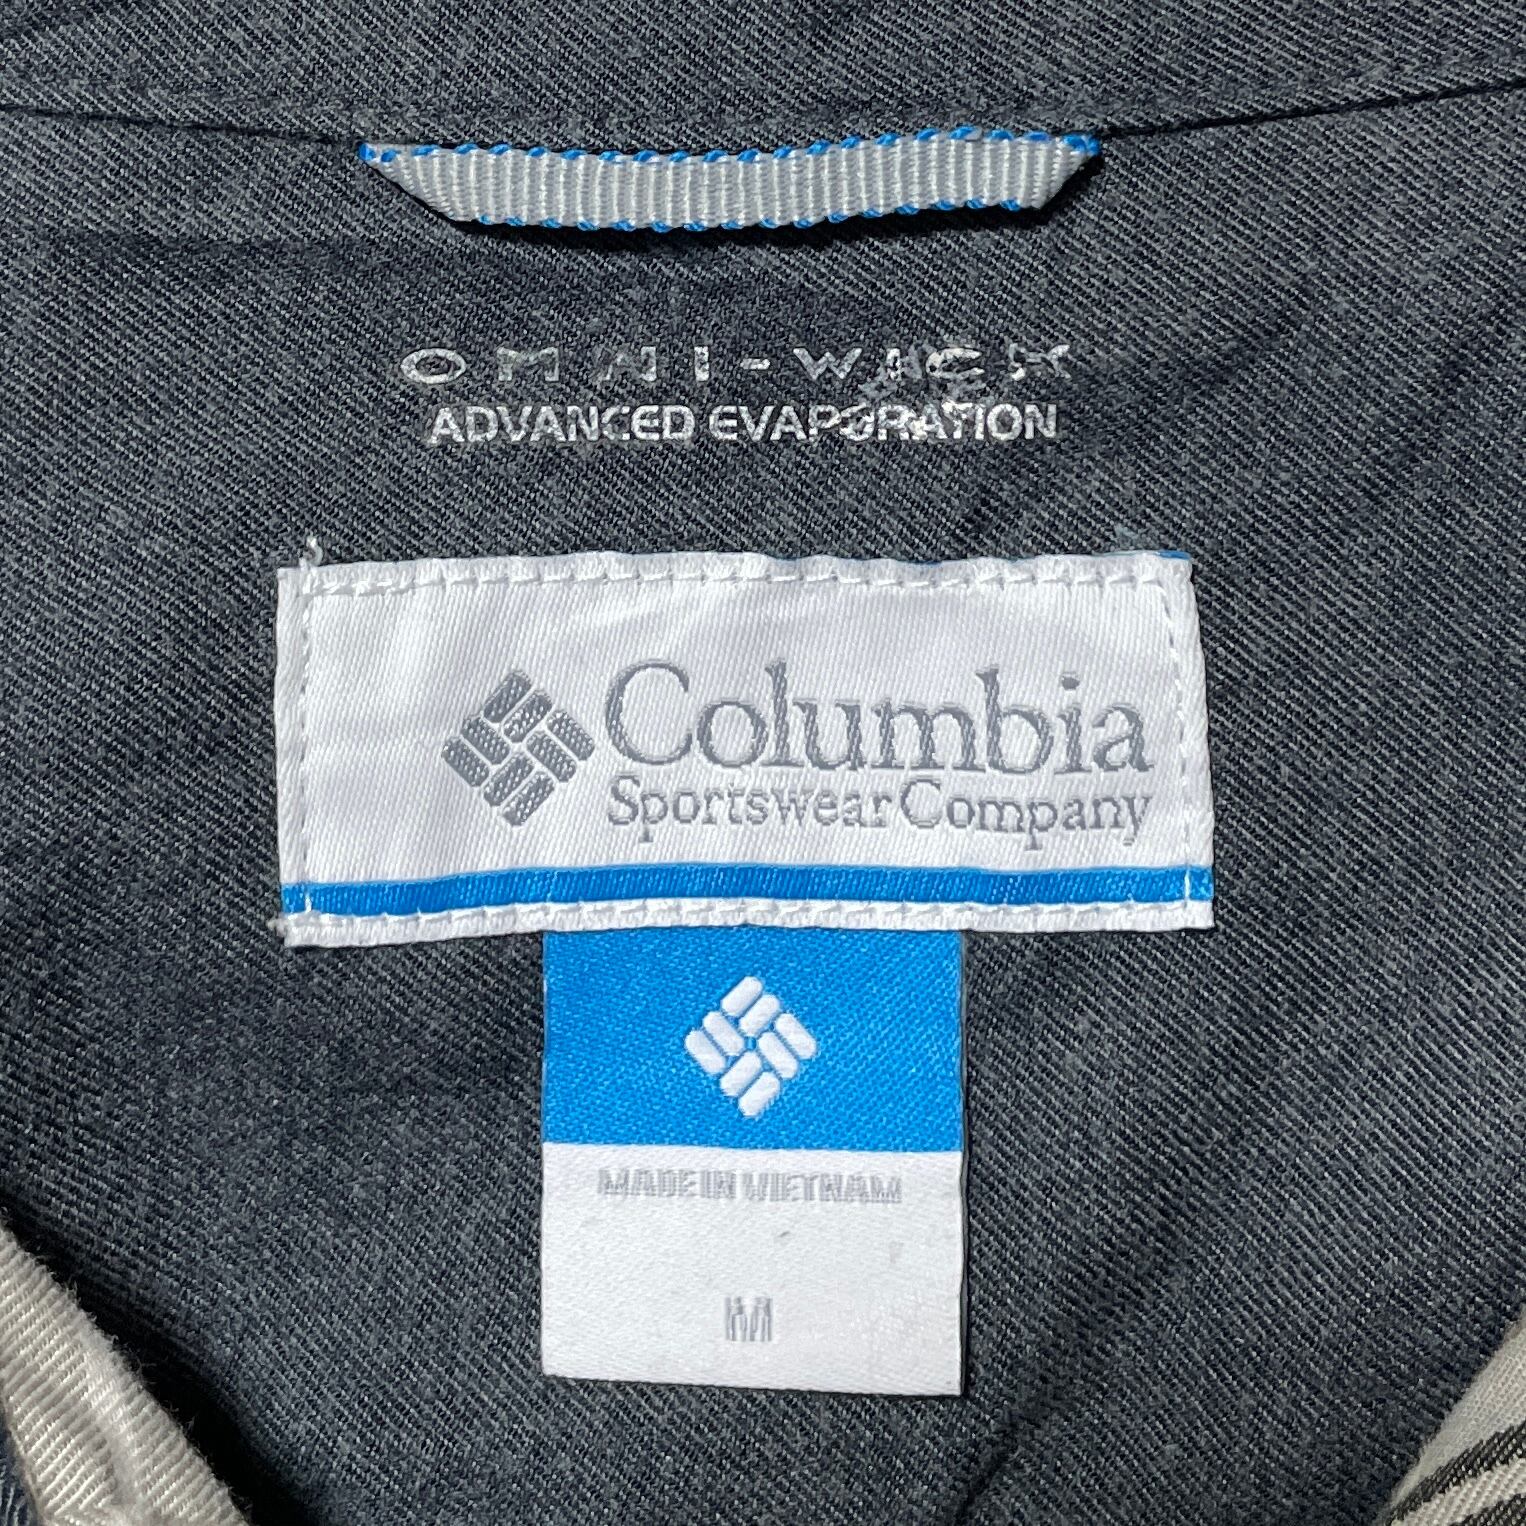 OMNI-WICK
ADVANCED EVAPORATION
Columbia
Sportswear Company
MADE IN VIETNAM
M